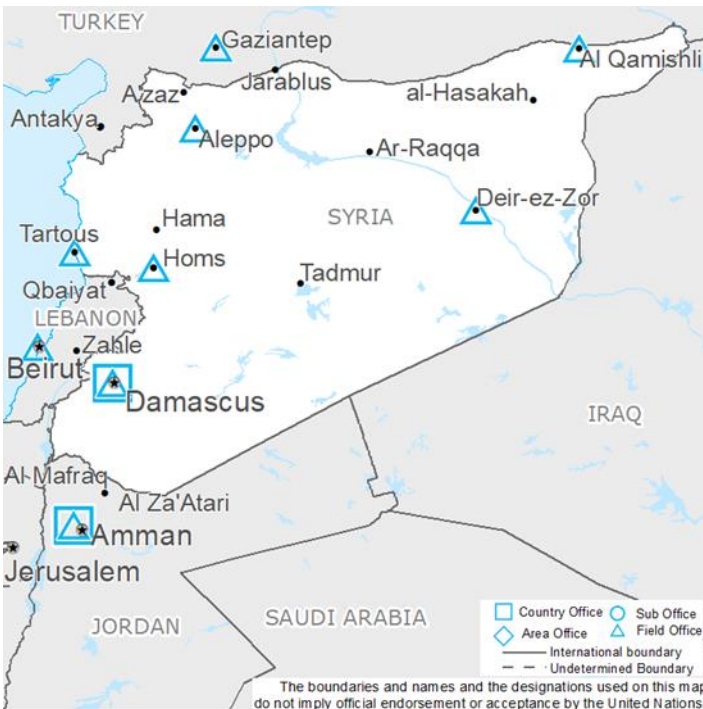 TURKEY
Gaziantep
Al Qamishli
Jarablus
A'zaz
al-Hasakah
Antakya
Aleppo
Ar-Raqqa
Deir-ez-Zor
Hama
SYRIA
Tartous
Homs
Tadmur
Qbaiyat
LEBANON
Zahle
Beirut
Damascus
IRAQ
Al-Mafraq
Al Za'Atari
Amman
Jerusalem
JORDAN
SAUDI ARABIA
Country Office
Sub Office
Area Office
Field Office
International boundary
Undetermined Boundary
The boundaries and names and the designations used on this map
do not imply official endorsement or acceptance by the United Nations.